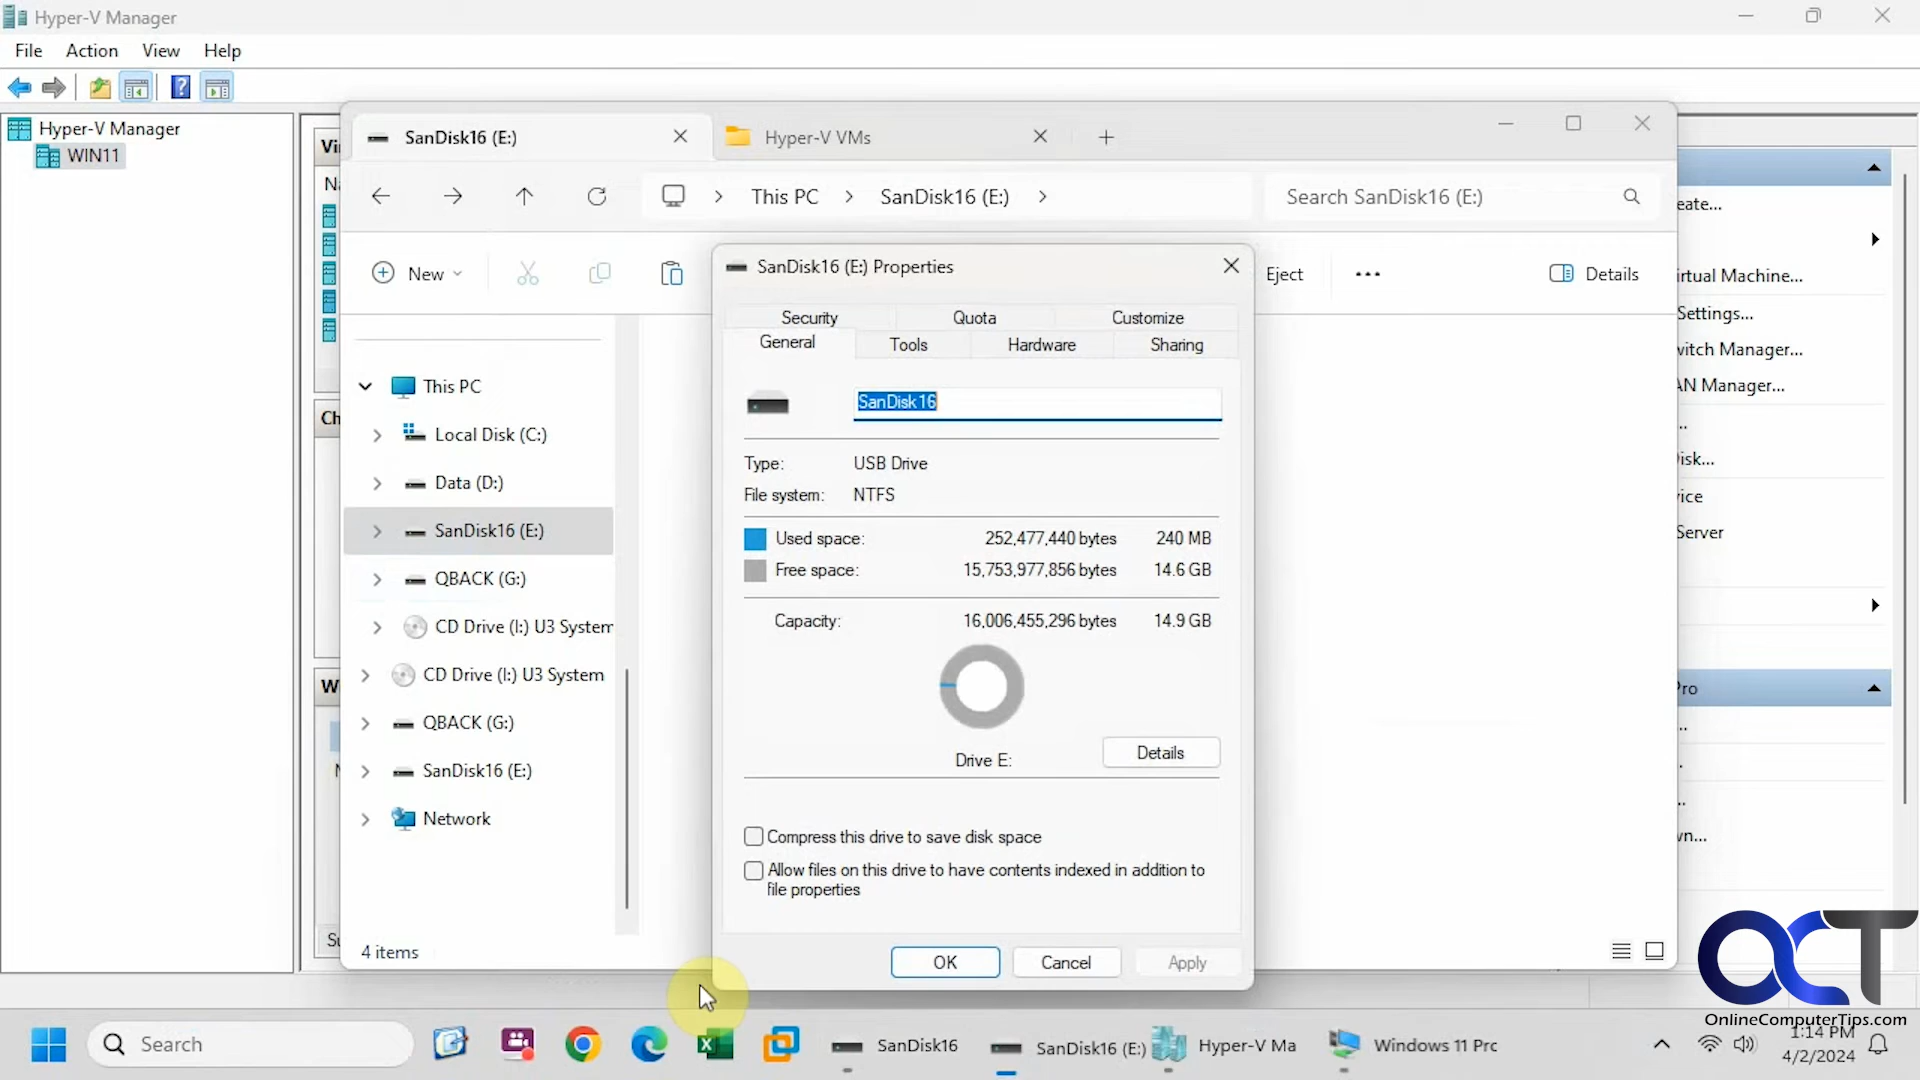 Hyper-V Manager
File Action View Help
Hyper-V Manager
WIN11
SanDisk16 (E:)
Hyper-V VMs
This PC
SanDisk16 (E:)
Search SanDisk16 (E:)
New
Eject
Details
This PC
Local Disk (C:)
Data (D:)
SanDisk16 (E:)
QBACK (G:)
CD Drive (I:) U3 System
CD Drive (I:) U3 System
QBACK (G:)
SanDisk16 (E:)
Network
4 items
SanDisk16 (E:) Properties
Security Quota Customize
General Tools Hardware Sharing
SanDisk16
Type: USB Drive
File system: NTFS
Used space: 252,477,440 bytes 240 MB
Free space: 15,753,977,856 bytes 14.6 GB
Capacity: 16,006,455,296 bytes 14.9 GB
Drive E:
Details
Compress this drive to save disk space
Allow files on this drive to have contents indexed in addition to
file properties
OK Cancel Apply
eate...
irtual Machine...
Settings...
witch Manager...
AN Manager...
isk...
ice
Server
Pro
wn...
OCT
OnlineComputerTips.com
Search
SanDisk16
SanDisk16 (E:)
Hyper-V Ma
Windows 11 Pro
1:14 PM
4/2/2024